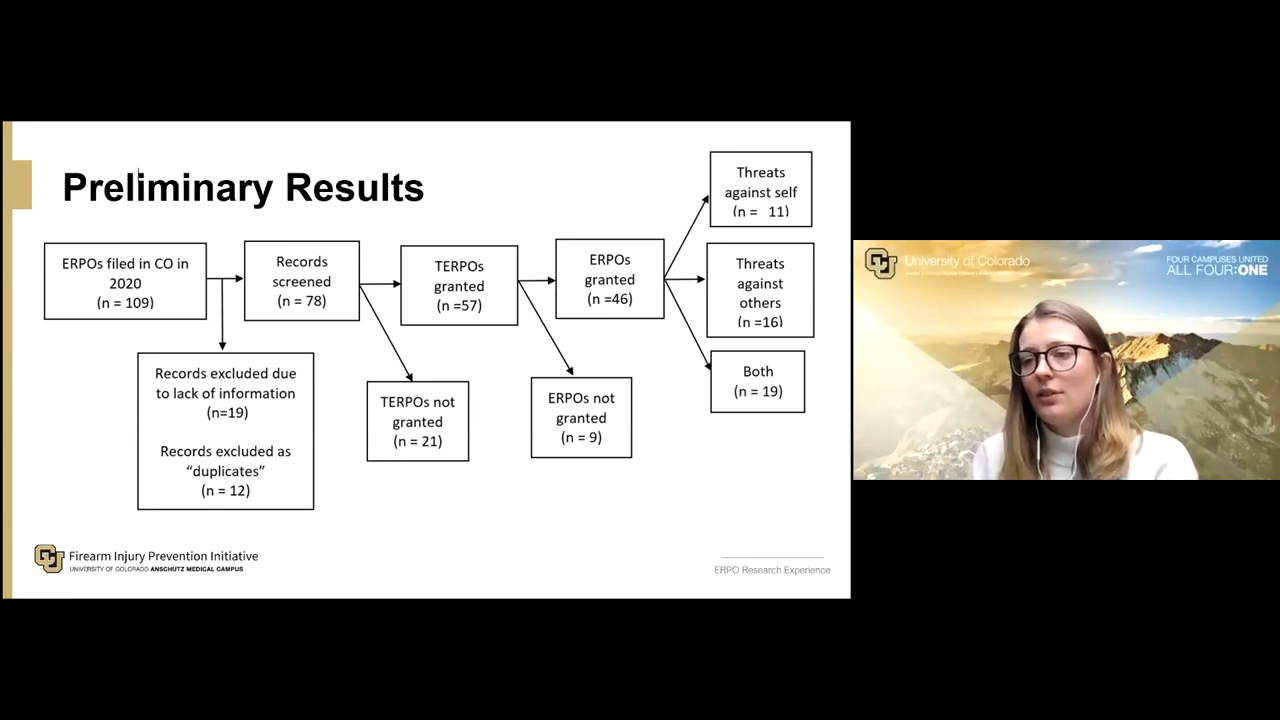 Preliminary Results
ERPOs filed in CO in
2020
(n = 109)
Records excluded due
to lack of information
(n=19)
Records excluded as
“duplicates”
(n = 12)
Records
screened
(n = 78)
TERPOs not
granted
(n = 21)
TERPOs
granted
(n =57)
ERPOs not
granted
(n = 9)
ERPOs
granted
(n =46)
Threats
against self
(n = 11)
Threats
against
others
(n =16)
Both
(n = 19)
Firearm Injury Prevention Initiative
UNIVERSITY OF COLORADO ANSCHUTZ MEDICAL CAMPUS
ERPO Research Experience
University of Colorado
FOUR CAMPUSES UNITED
ALL FOUR:ONE